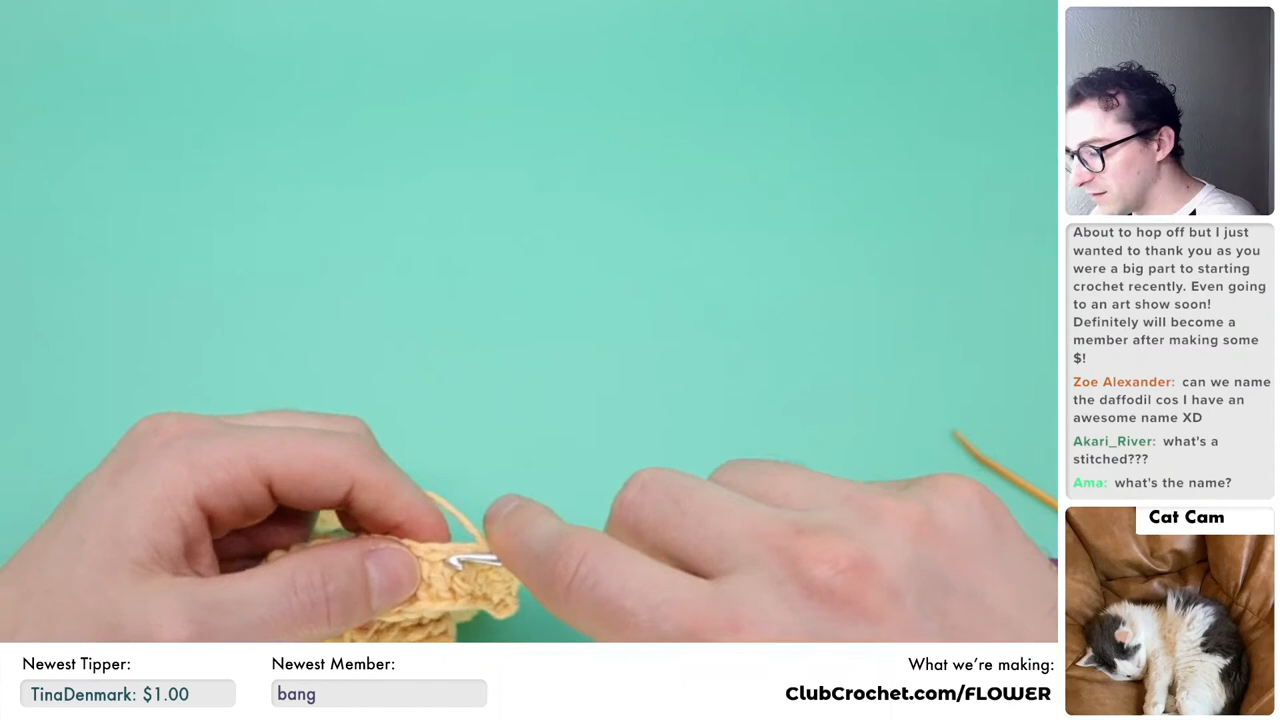 About to hop off but I just
wanted to thank you as you
were a big part to starting
crochet recently. Even going
to an art show soon!
Definitely will become a
member after making some
$!
Zoe Alexander: can we name
the daffodil cos I have an
awesome name XD
Akari_River: what's a
stitched???
Ama: what's the name?
Cat Cam
Newest Tipper:
TinaDenmark: $1.00
Newest Member:
bang
What we're making:
ClubCrochet.com/FLOWER